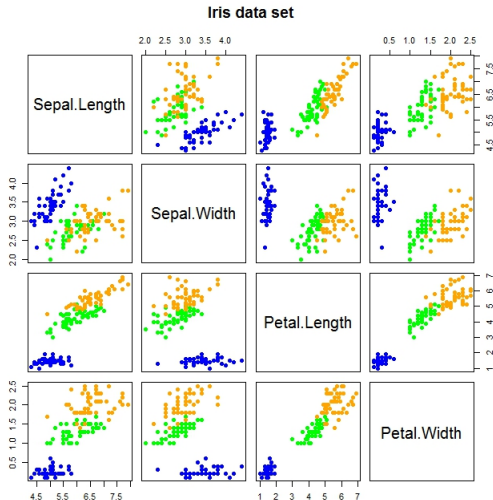 Iris data set
2.0 2.5 3.0 3.5 4.0
0.5 1.0 1.5 2.0 2.5
Sepal.Length
4.5 5.5 6.5 7.5
2.0 2.5 3.0 3.5 4.0
Sepal.Width
Petal.Length
1 2 3 4 5 6 7
0.5 1.0 1.5 2.0 2.5
Petal.Width
4.5 5.5 6.5 7.5
1 2 3 4 5 6 7